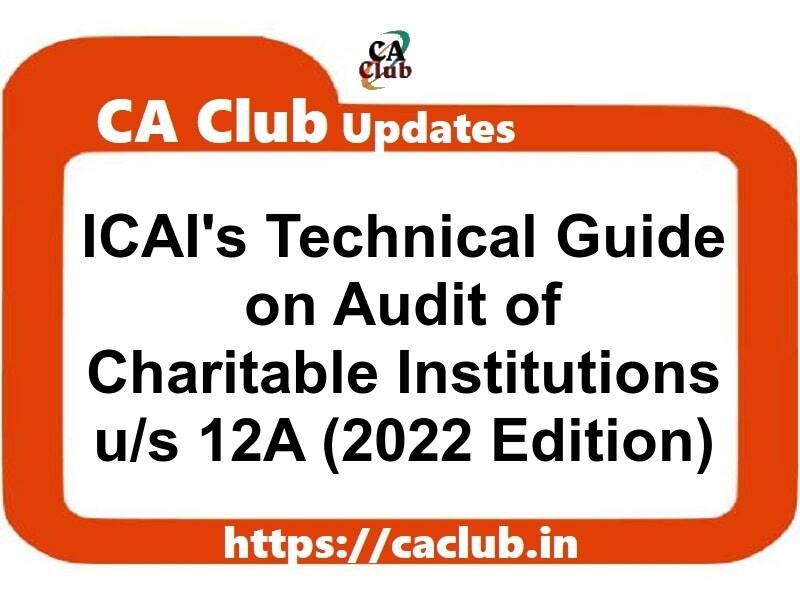 CA
Club
CA Club Updates
ICAI's Technical Guide
on Audit of
Charitable Institutions
u/s 12A (2022 Edition)
https://caclub.in